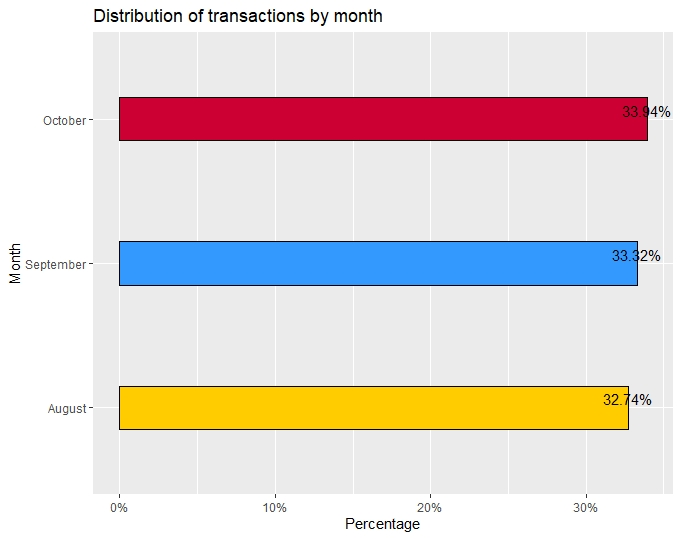 Distribution of transactions by month
Month
October
33.94%
September
33.32%
August
32.74%
0%
10%
20%
30%
Percentage